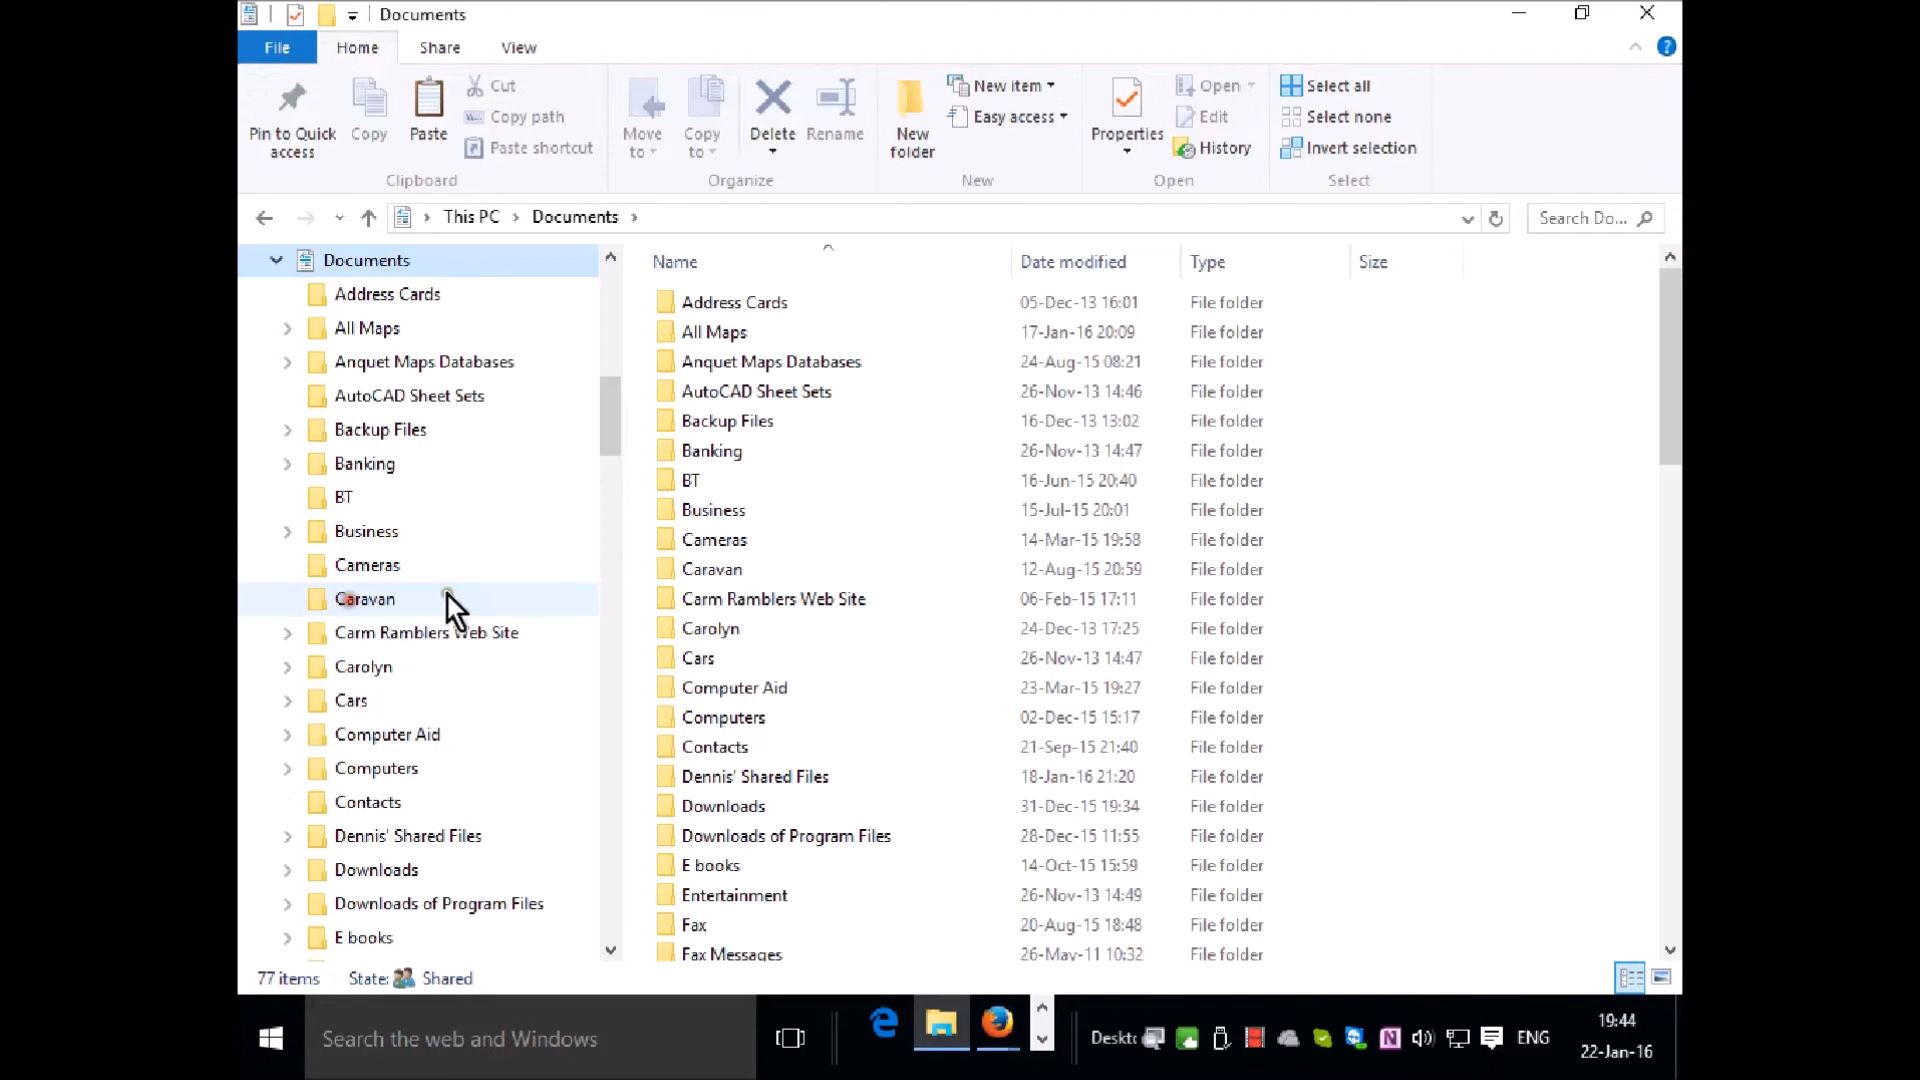 Documents
File Home Share View
Pin to Quick access
Copy
Paste
Cut
Copy path
Paste shortcut
Clipboard
Move to
Copy to
Delete
Rename
Organize
New folder
New item
Easy access
New
Properties
Open
Edit
History
Open
Select all
Select none
Invert selection
Select
This PC > Documents >
Search Do...
Documents
Address Cards
All Maps
Anquet Maps Databases
AutoCAD Sheet Sets
Backup Files
Banking
BT
Business
Cameras
Caravan
Carm Ramblers Web Site
Carolyn
Cars
Computer Aid
Computers
Contacts
Dennis' Shared Files
Downloads
Downloads of Program Files
E books
Name Date modified Type Size
Address Cards 05-Dec-13 16:01 File folder
All Maps 17-Jan-16 20:09 File folder
Anquet Maps Databases 24-Aug-15 08:21 File folder
AutoCAD Sheet Sets 26-Nov-13 14:46 File folder
Backup Files 16-Dec-13 13:02 File folder
Banking 26-Nov-13 14:47 File folder
BT 16-Jun-15 20:40 File folder
Business 15-Jul-15 20:01 File folder
Cameras 14-Mar-15 19:58 File folder
Caravan 12-Aug-15 20:59 File folder
Carm Ramblers Web Site 06-Feb-15 17:11 File folder
Carolyn 24-Dec-13 17:25 File folder
Cars 26-Nov-13 14:47 File folder
Computer Aid 23-Mar-15 19:27 File folder
Computers 02-Dec-15 15:17 File folder
Contacts 21-Sep-15 21:40 File folder
Dennis' Shared Files 18-Jan-16 21:20 File folder
Downloads 31-Dec-15 19:34 File folder
Downloads of Program Files 28-Dec-15 11:55 File folder
E books 14-Oct-15 15:59 File folder
Entertainment 26-Nov-13 14:49 File folder
Fax 20-Aug-15 18:48 File folder
Fax Messages 26-May-11 10:32 File folder
77 items State: Shared
Search the web and Windows
Deskto
ENG
19:44
22-Jan-16